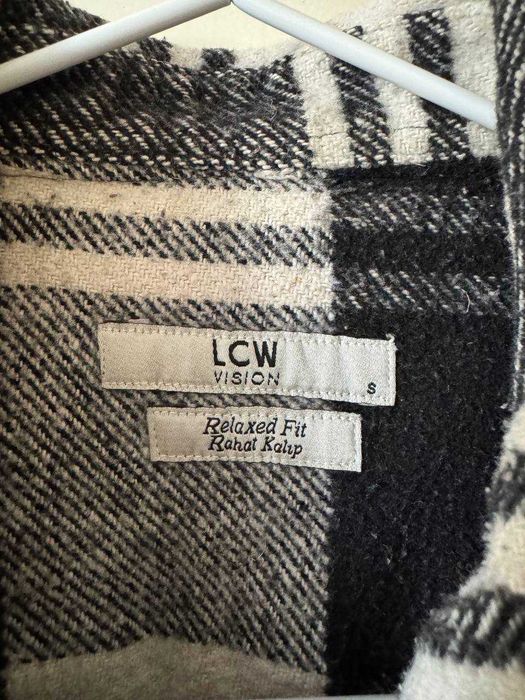 LCW
VISION
S
Relaxed Fit
Rahat Kalıp